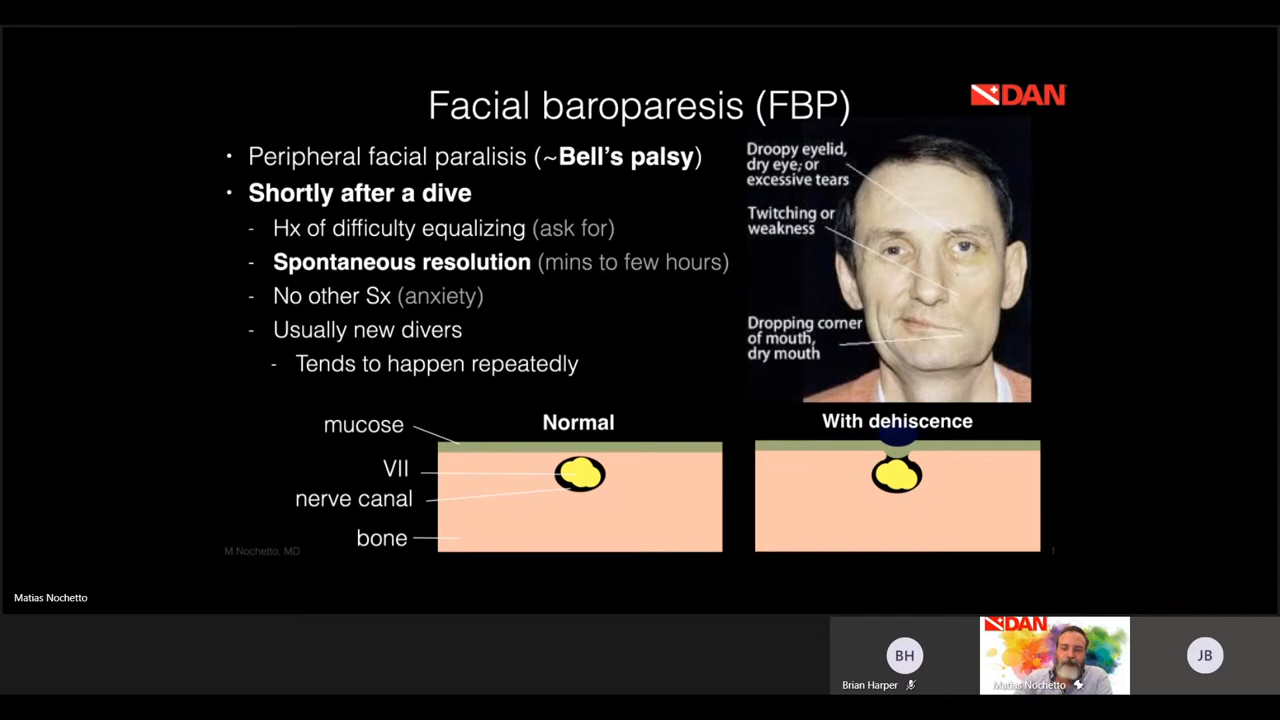 Facial baroparesis (FBP)
DAN
· Peripheral facial paralisis (~Bell's palsy)
· Shortly after a dive
- Hx of difficulty equalizing (ask for)
- Spontaneous resolution (mins to few hours)
- No other Sx (anxiety)
- Usually new divers
- Tends to happen repeatedly
Droopy eyelid,
dry eye, or
excessive tears
Twitching or
weakness
Dropping corner
of mouth,
dry mouth
Normal
With dehiscence
mucose
VII
nerve canal
bone
M.Nochetto, MD
1
Matias Nochetto
BH
Brian Harper
DAN
Matias Nochetto
JB